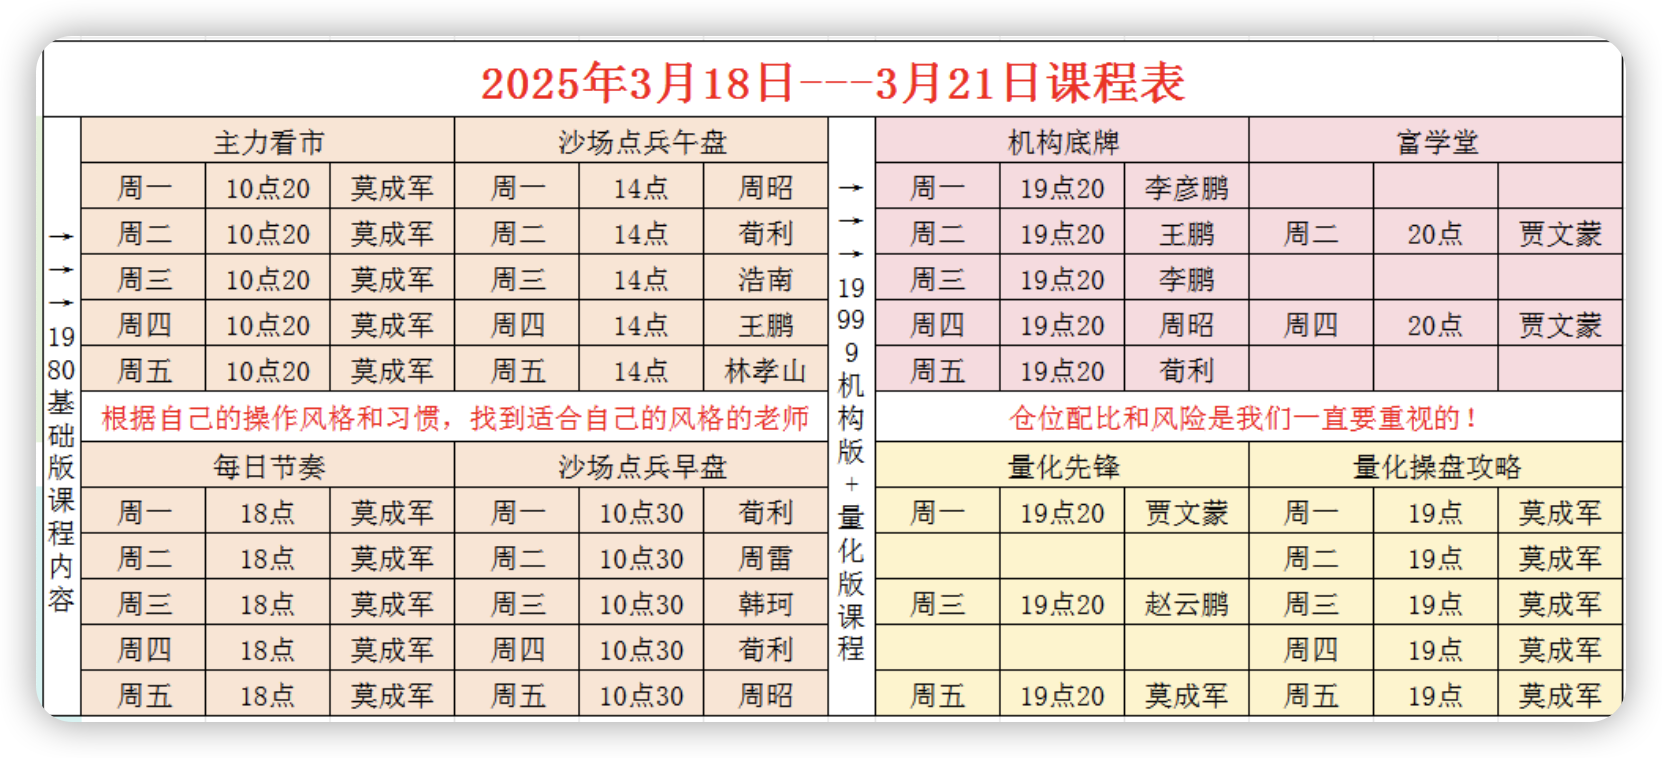 2025年3月18日---3月21日课程表
→→→1980基础版课程内容
主力看市 沙场点兵午盘
周一 10点20 莫成军 周一 14点 周昭
周二 10点20 莫成军 周二 14点 荀利
周三 10点20 莫成军 周三 14点 浩南
周四 10点20 莫成军 周四 14点 王鹏
周五 10点20 莫成军 周五 14点 林孝山
根据自己的操作风格和习惯，找到适合自己的风格的老师
每日节奏 沙场点兵早盘
周一 18点 莫成军 周一 10点30 荀利
周二 18点 莫成军 周二 10点30 周雷
周三 18点 莫成军 周三 10点30 韩珂
周四 18点 莫成军 周四 10点30 荀利
周五 18点 莫成军 周五 10点30 周昭
→→→19999机构版+量化版课程
机构底牌 富学堂
周一 19点20 李彦鹏
周二 19点20 王鹏 周二 20点 贾文蒙
周三 19点20 李鹏
周四 19点20 周昭 周四 20点 贾文蒙
周五 19点20 荀利
仓位配比和风险是我们一直要重视的！
量化先锋 量化操盘攻略
周一 19点20 贾文蒙 周一 19点 莫成军
周二 19点 莫成军
周三 19点20 赵云鹏 周三 19点 莫成军
周四 19点 莫成军
周五 19点20 莫成军 周五 19点 莫成军